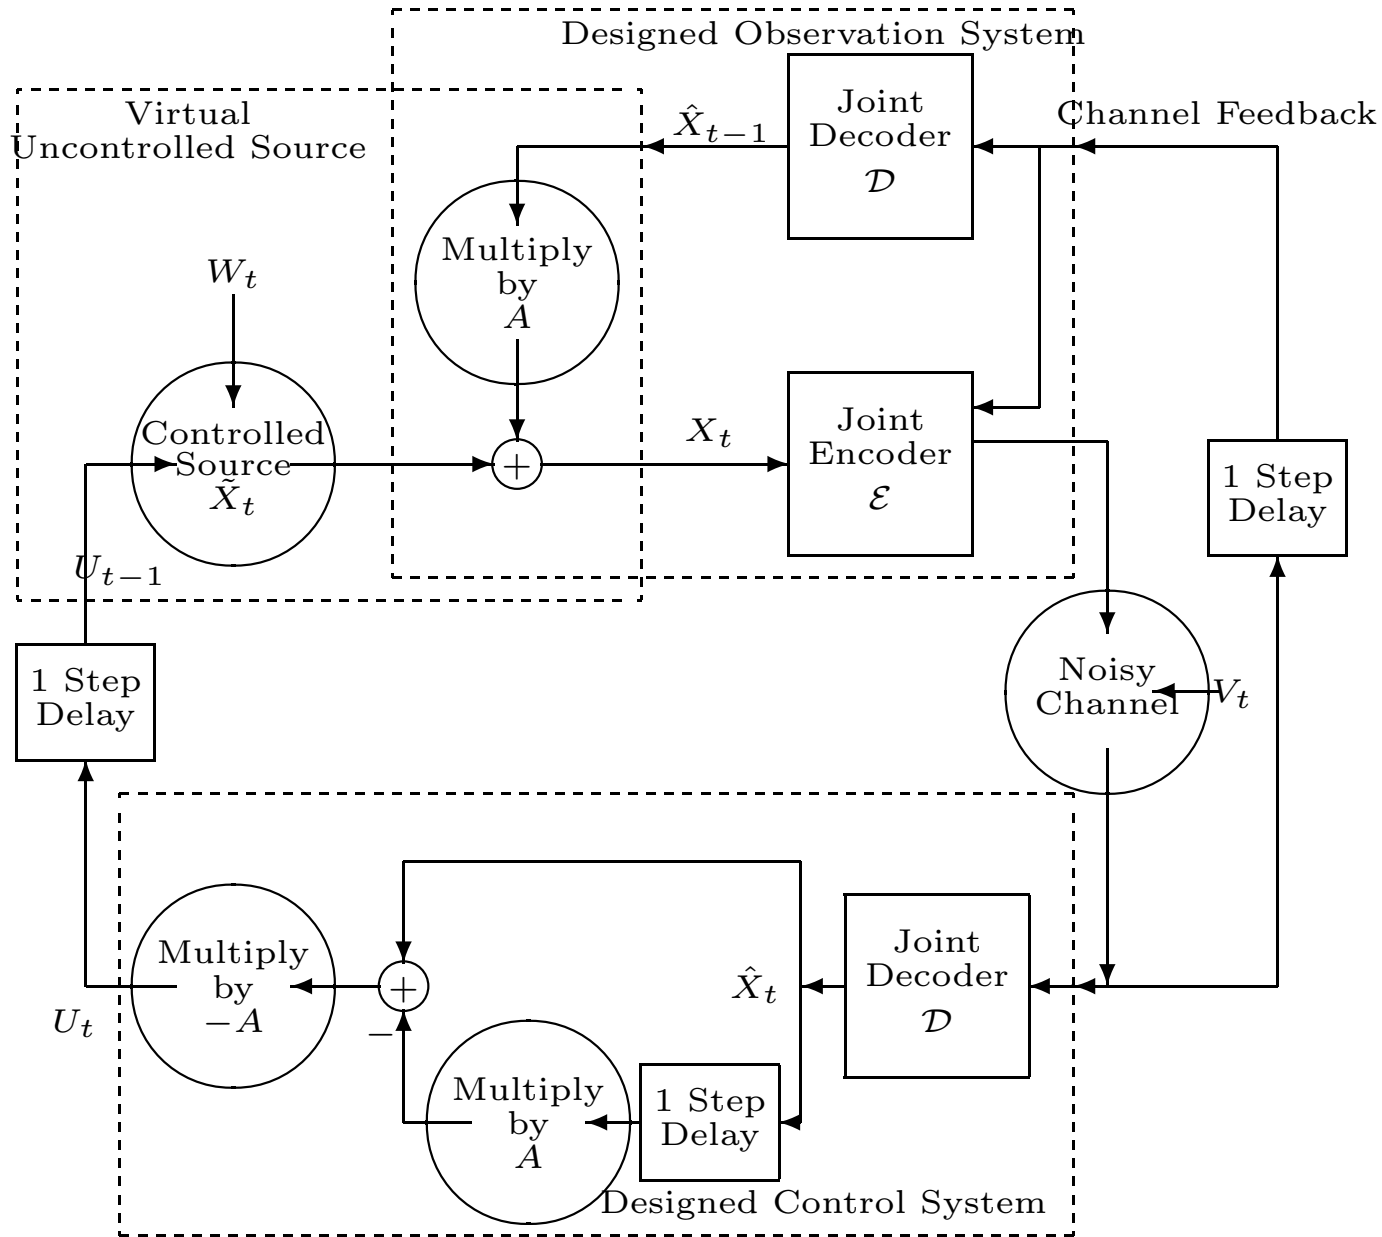 Designed Observation System
Virtual
Uncontrolled Source
Joint
Decoder
𝒟
X̂_{t−1}
Channel Feedback
Multiply
by
A
W_t
Controlled
Source
X̃_t
+
X_t
Joint
Encoder
ℰ
1 Step
Delay
U_{t−1}
1 Step
Delay
Noisy
Channel
V_t
Multiply
by
−A
U_t
+
−
X̂_t
Joint
Decoder
𝒟
Multiply
by
A
1 Step
Delay
Designed Control System